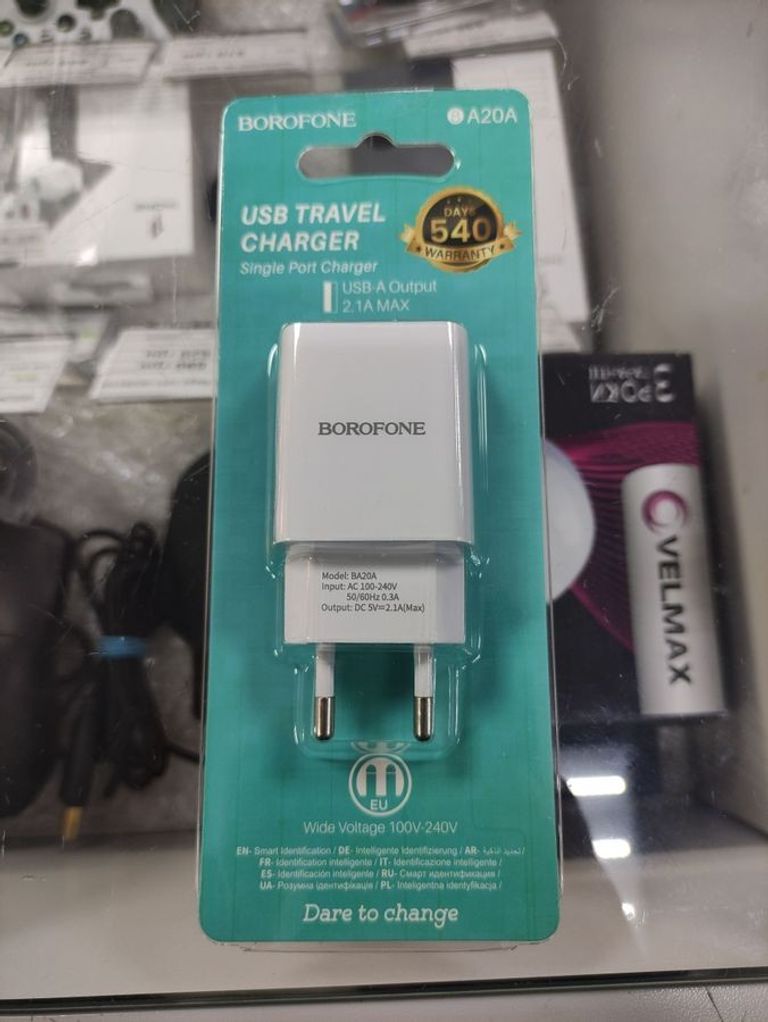 BOROFONE
BA20A
USB TRAVEL
CHARGER
Single Port Charger
USB-A Output
2.1A MAX
DAYS
540
WARRANTY
BOROFONE
Model: BA20A
Input: AC 100-240V
50/60Hz 0.3A
Output: DC 5V⎓2.1A(Max)
EU
Wide Voltage 100V-240V
EN- Smart Identification / DE- Intelligente Identifizierung / AR-
FR- Identification intelligente / IT- Identificazione intelligente /
ES- Identificación inteligente / RU- Смарт идентификация /
UA- Розумна ідентифікація / PL- Inteligentna identyfikacja /
Dare to change
3 РОКИ
VELMAX